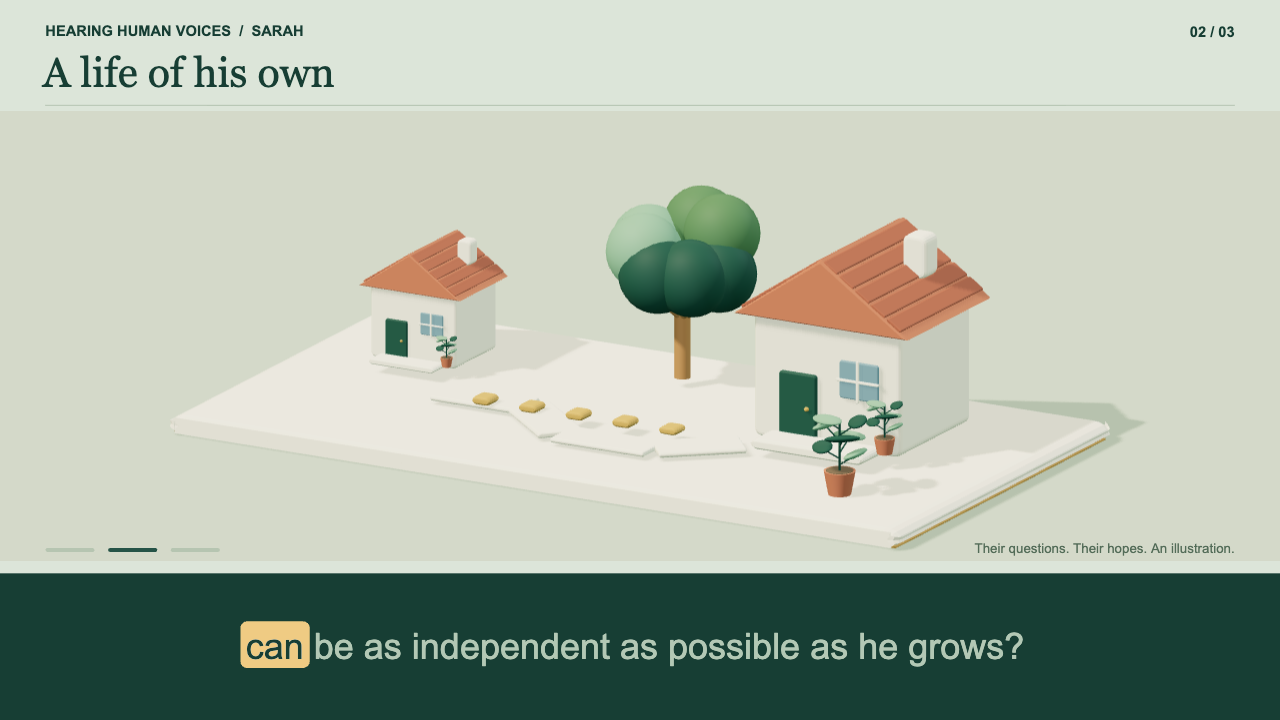 HEARING HUMAN VOICES / SARAH
02 / 03
A life of his own
Their questions. Their hopes. An illustration.
can be as independent as possible as he grows?